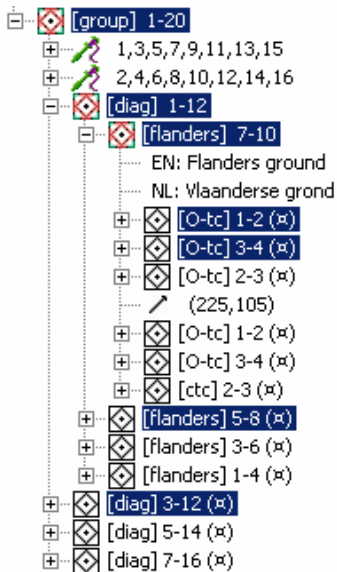 [group] 1-20
1,3,5,7,9,11,13,15
2,4,6,8,10,12,14,16
[diag] 1-12
[flanders] 7-10
EN: Flanders ground
NL: Vlaanderse grond
[O-tc] 1-2 (¤)
[O-tc] 3-4 (¤)
[O-tc] 2-3 (¤)
(225,105)
[O-tc] 1-2 (¤)
[O-tc] 3-4 (¤)
[ctc] 2-3 (¤)
[flanders] 5-8 (¤)
[flanders] 3-6 (¤)
[flanders] 1-4 (¤)
[diag] 3-12 (¤)
[diag] 5-14 (¤)
[diag] 7-16 (¤)